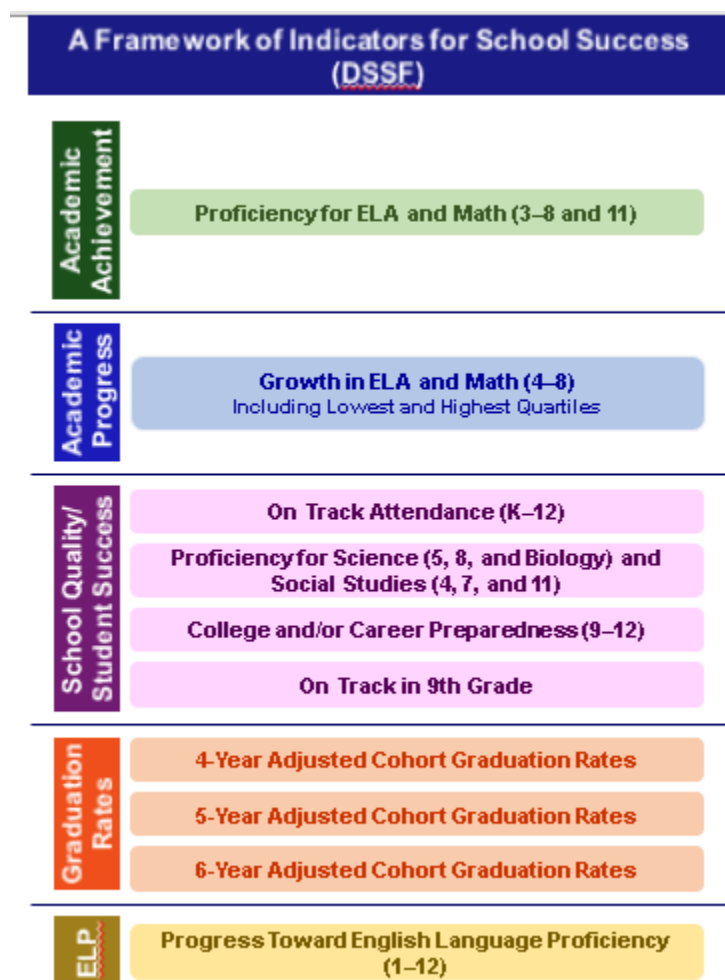 A Framework of Indicators for School Success
(DSSF)
Academic
Achievement
Proficiency for ELA and Math (3–8 and 11)
Academic
Progress
Growth in ELA and Math (4–8)
Including Lowest and Highest Quartiles
School Quality/
Student Success
On Track Attendance (K–12)
Proficiency for Science (5, 8, and Biology) and
Social Studies (4, 7, and 11)
College and/or Career Preparedness (9–12)
On Track in 9th Grade
Graduation
Rates
4-Year Adjusted Cohort Graduation Rates
5-Year Adjusted Cohort Graduation Rates
6-Year Adjusted Cohort Graduation Rates
ELP
Progress Toward English Language Proficiency
(1–12)